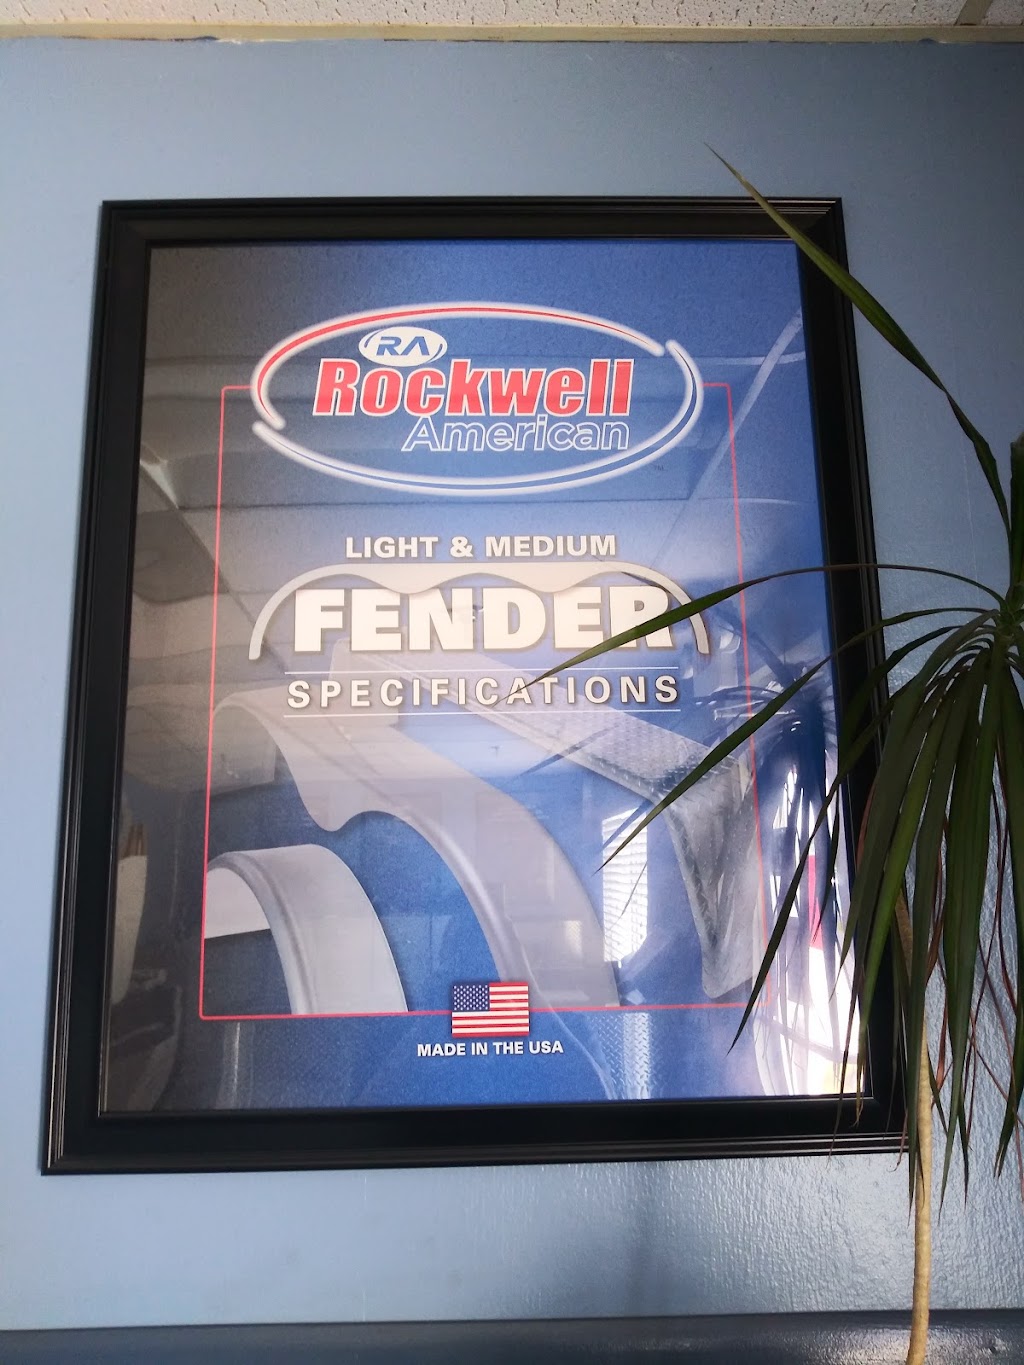 RA
Rockwell
American
LIGHT & MEDIUM
FENDER
SPECIFICATIONS
MADE IN THE USA